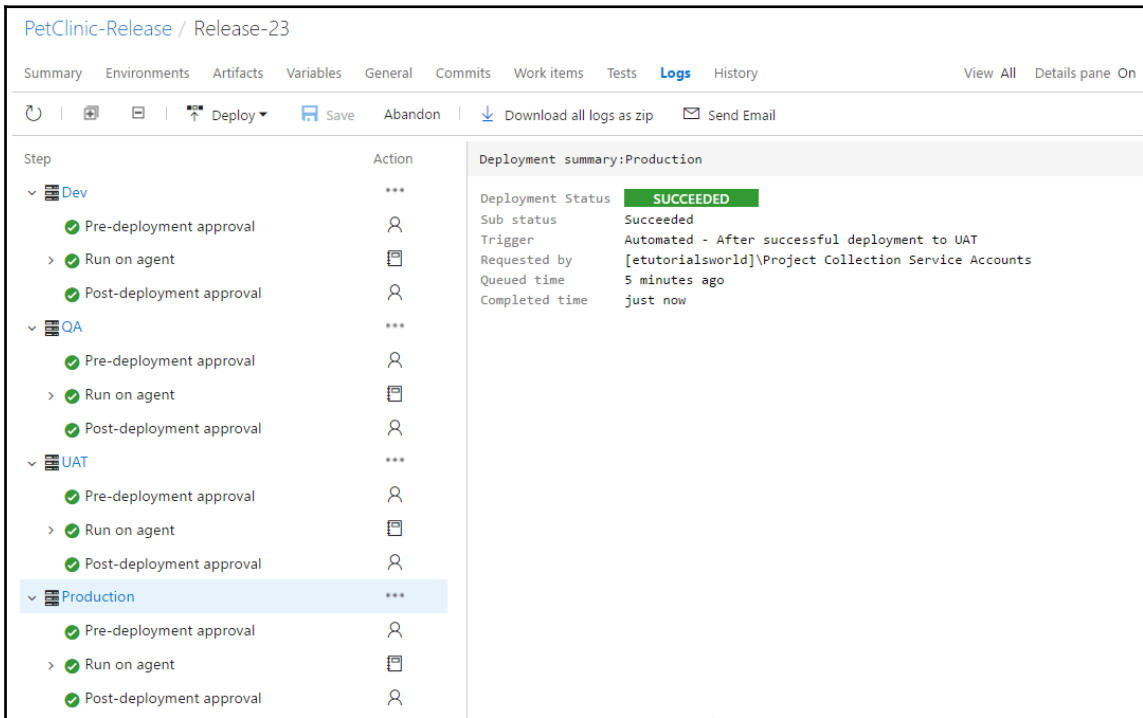 PetClinic-Release / Release-23
Summary Environments Artifacts Variables General Commits Work items Tests Logs History View All Details pane On
Deploy Save Abandon Download all logs as zip Send Email
Step Action
Dev
Pre-deployment approval
Run on agent
Post-deployment approval
QA
Pre-deployment approval
Run on agent
Post-deployment approval
UAT
Pre-deployment approval
Run on agent
Post-deployment approval
Production
Pre-deployment approval
Run on agent
Post-deployment approval
Deployment summary:Production
Deployment Status SUCCEEDED
Sub status Succeeded
Trigger Automated - After successful deployment to UAT
Requested by [etutorialsworld]\Project Collection Service Accounts
Queued time 5 minutes ago
Completed time just now